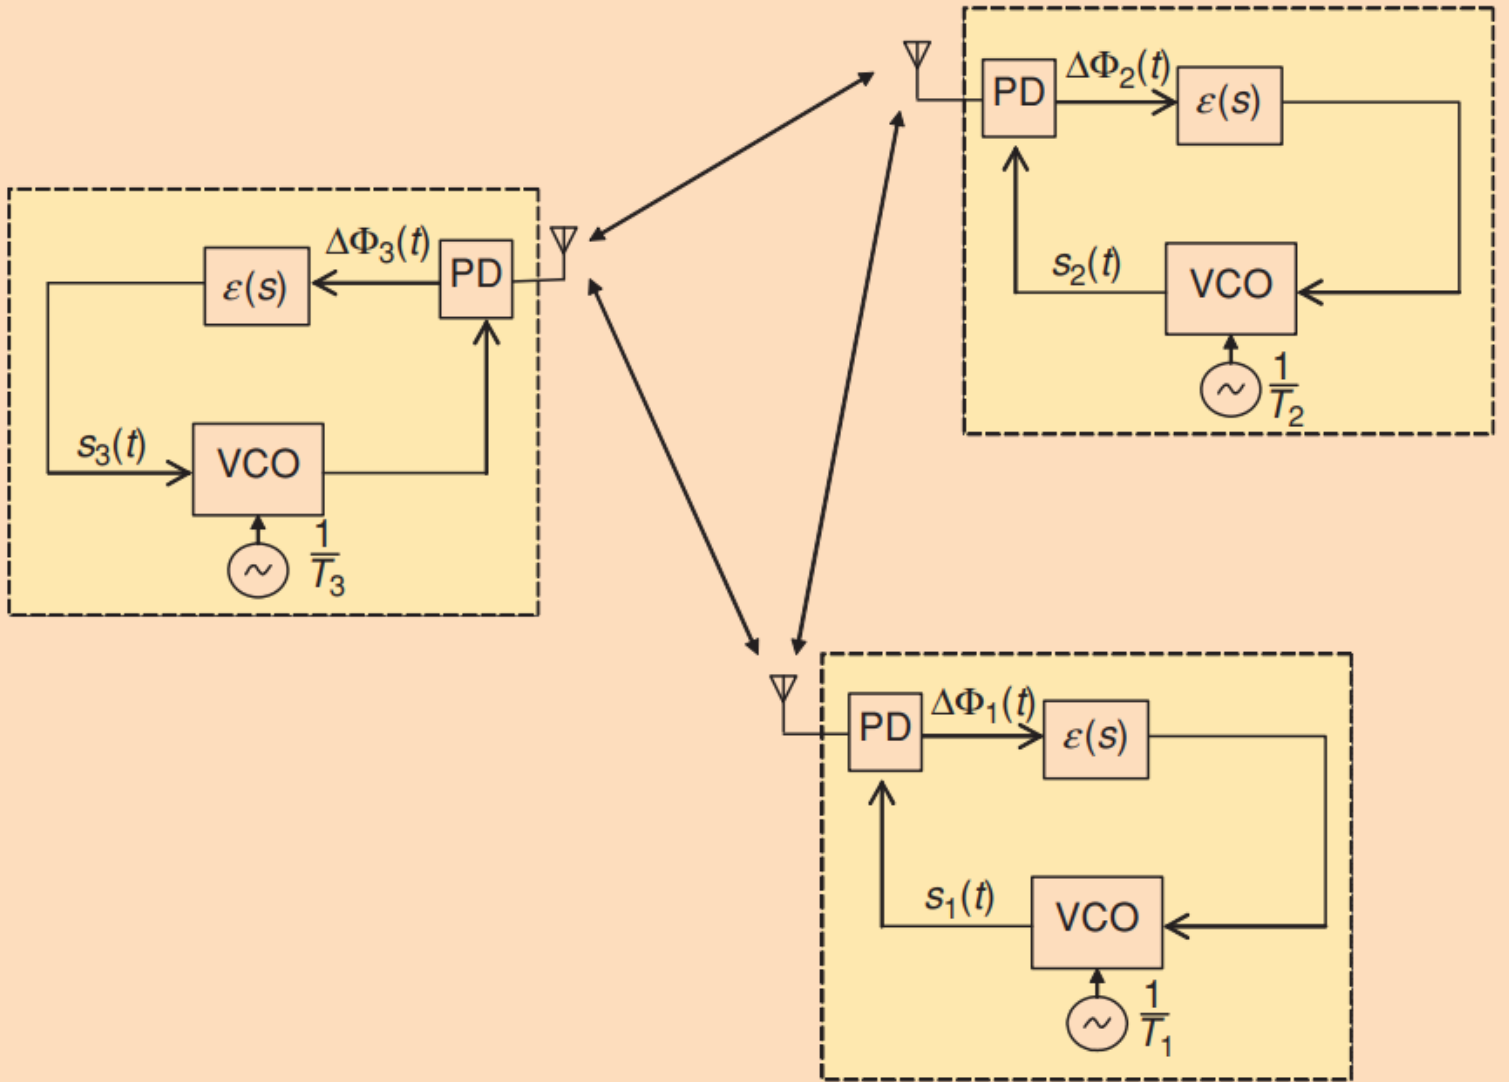 PD
ΔΦ₂(t)
ε(s)
s₂(t)
VCO
1/T₂
ΔΦ₃(t)
PD
ε(s)
s₃(t)
VCO
1/T₃
PD
ΔΦ₁(t)
ε(s)
s₁(t)
VCO
1/T₁